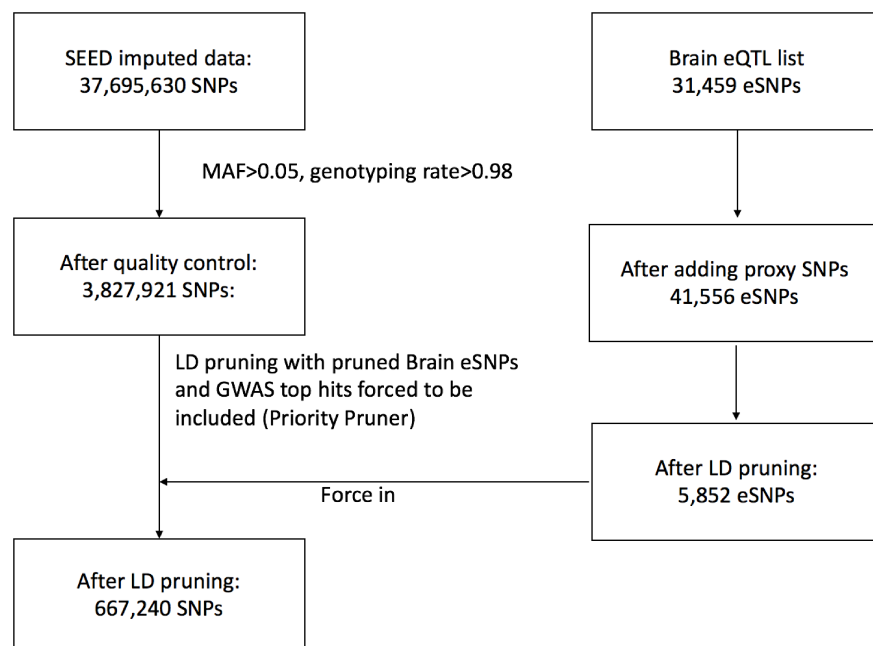 SEED imputed data:
37,695,630 SNPs
Brain eQTL list
31,459 eSNPs
MAF>0.05, genotyping rate>0.98
After quality control:
3,827,921 SNPs:
After adding proxy SNPs
41,556 eSNPs
LD pruning with pruned Brain eSNPs
and GWAS top hits forced to be
included (Priority Pruner)
After LD pruning:
5,852 eSNPs
Force in
After LD pruning:
667,240 SNPs